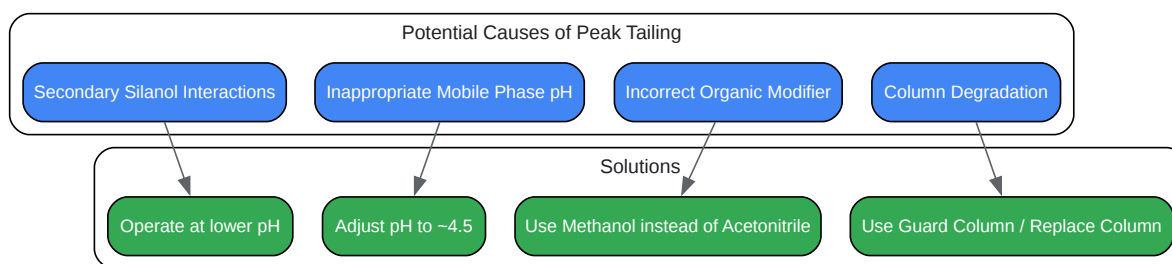 Potential Causes of Peak Tailing
Secondary Silanol Interactions
Inappropriate Mobile Phase pH
Incorrect Organic Modifier
Column Degradation
Solutions
Operate at lower pH
Adjust pH to ~4.5
Use Methanol instead of Acetonitrile
Use Guard Column / Replace Column